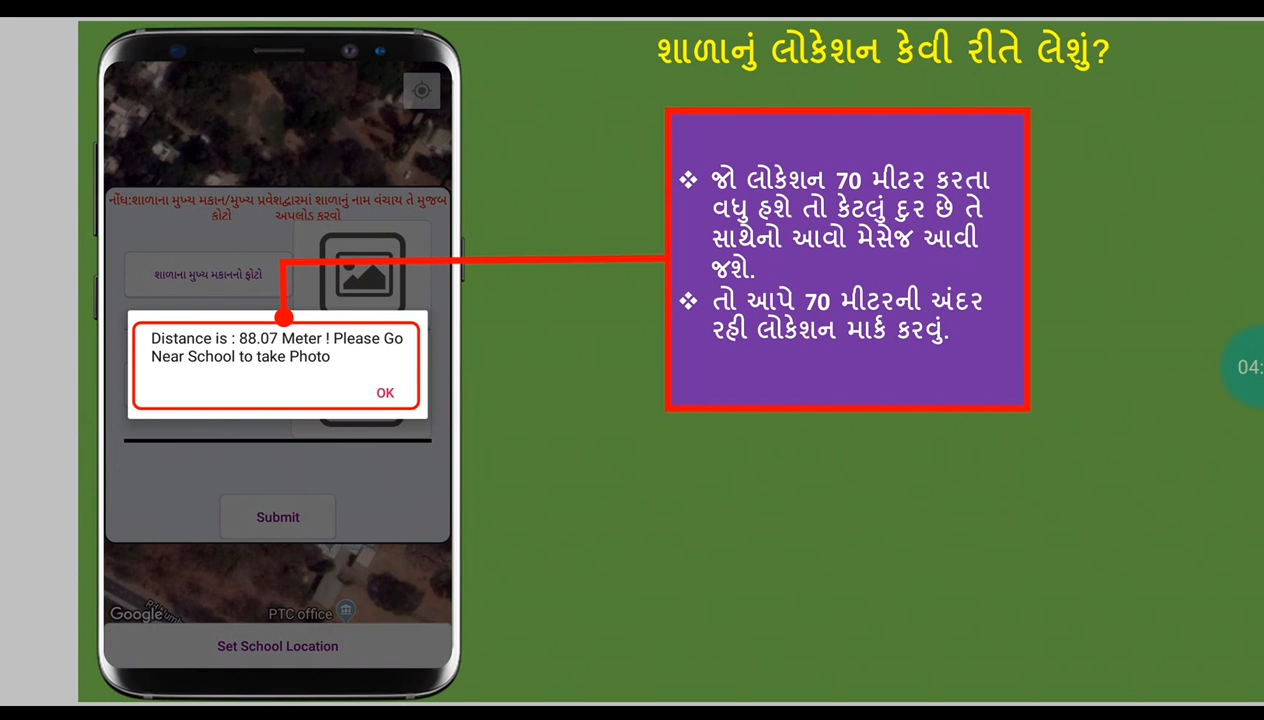 શાળાનું લોકેશન કેવી રીતે લેશું?
નોંધ:શાળાના મુખ્ય મકાન/મુખ્ય પ્રવેશદ્વારમાં શાળાનું નામ વંચાય તે મુજબ
ફોટો અપલોડ કરવો
શાળાના મુખ્ય મકાનનો ફોટો
Distance is : 88.07 Meter ! Please Go
Near School to take Photo
OK
Submit
Google
PTC office
Set School Location
❖ જો લોકેશન 70 મીટર કરતા
વધુ હશે તો કેટલું દુર છે તે
સાથેનો આવો મેસેજ આવી
જશે.
❖ તો આપે 70 મીટરની અંદર
રહી લોકેશન માર્ક કરવું.
04: